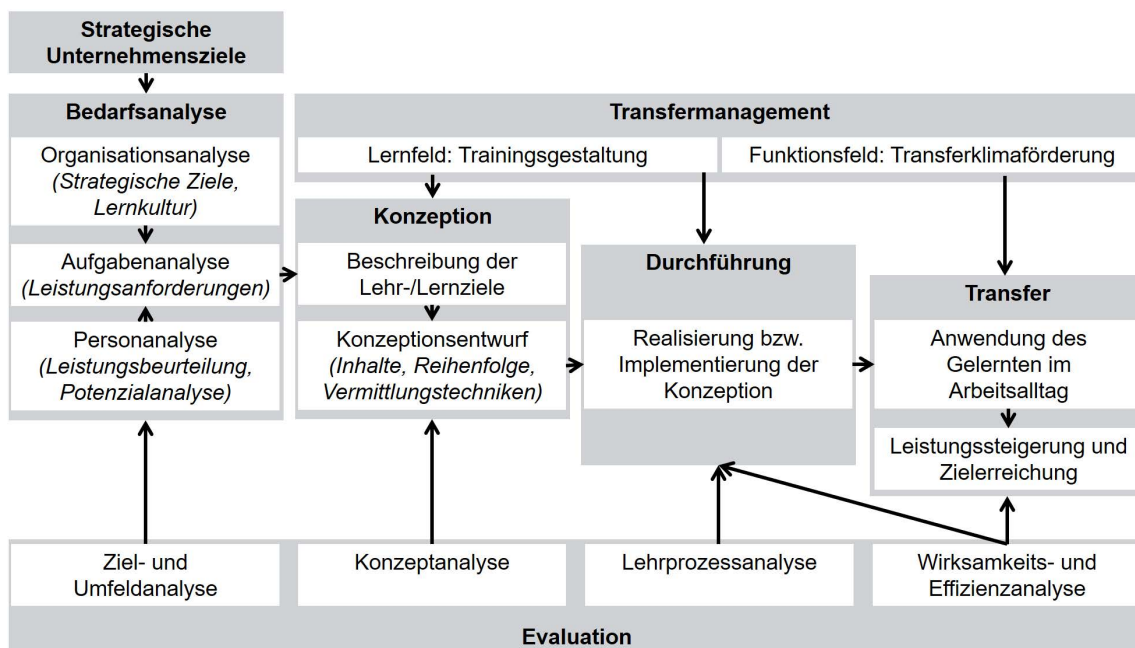 Strategische
Unternehmensziele
Bedarfsanalyse
Organisationsanalyse
(Strategische Ziele,
Lernkultur)
Aufgabenanalyse
(Leistungsanforderungen)
Personanalyse
(Leistungsbeurteilung,
Potenzialanalyse)
Transfermanagement
Lernfeld: Trainingsgestaltung
Funktionsfeld: Transferklimaförderung
Konzeption
Beschreibung der
Lehr-/Lernziele
Konzeptionsentwurf
(Inhalte, Reihenfolge,
Vermittlungstechniken)
Durchführung
Realisierung bzw.
Implementierung der
Konzeption
Transfer
Anwendung des
Gelernten im
Arbeitsalltag
Leistungssteigerung und
Zielerreichung
Ziel- und
Umfeldanalyse
Konzeptanalyse
Lehrprozessanalyse
Wirksamkeits- und
Effizienzanalyse
Evaluation